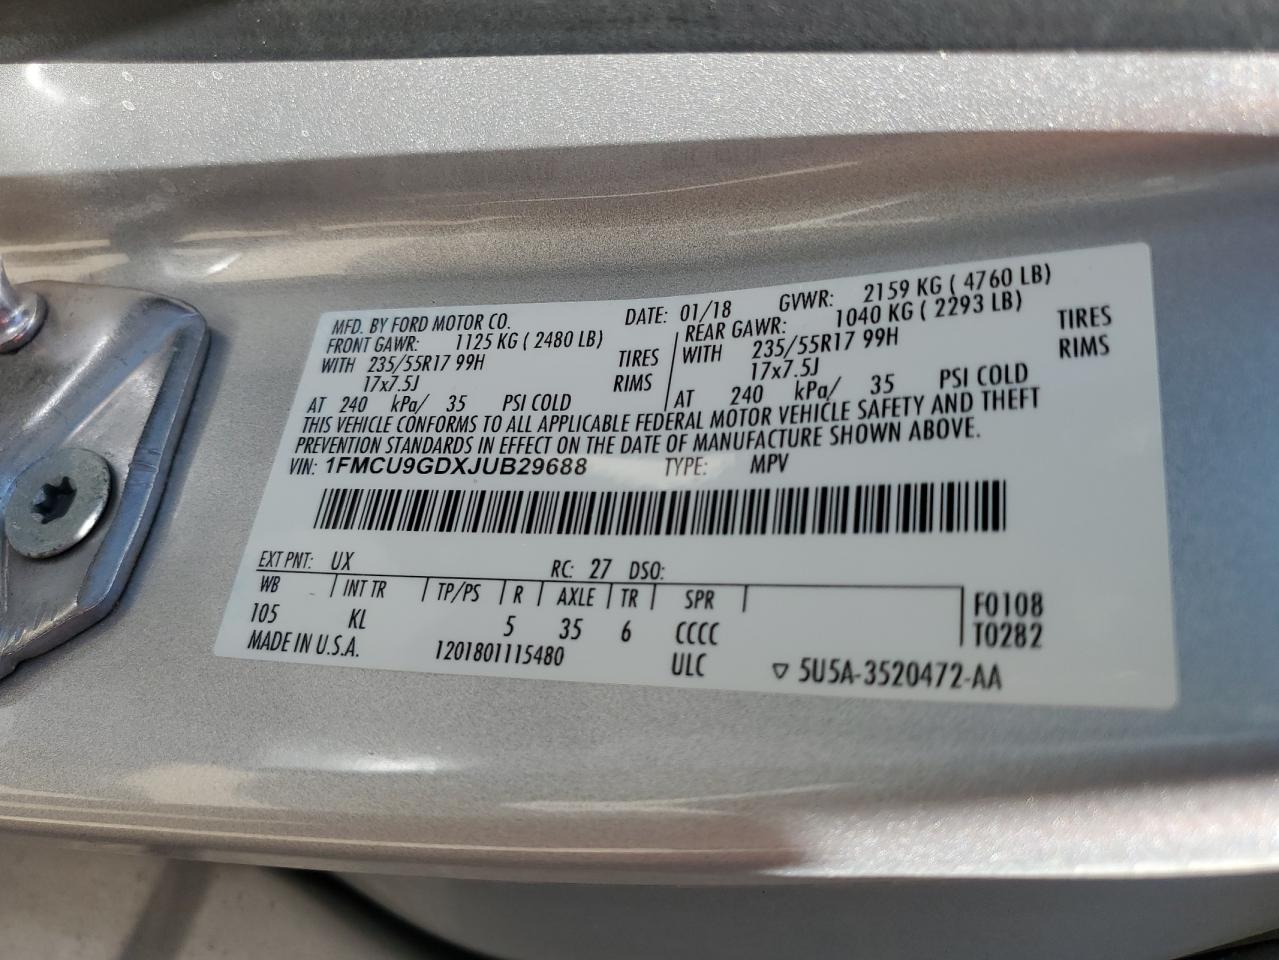 MFD. BY FORD MOTOR CO. DATE: 01/18 GVWR: 2159 KG ( 4760 LB)
FRONT GAWR: 1125 KG ( 2480 LB) REAR GAWR: 1040 KG ( 2293 LB)
WITH 235/55R17 99H TIRES WITH 235/55R17 99H TIRES
17x7.5J RIMS 17x7.5J RIMS
AT 240 kPa/ 35 PSI COLD AT 240 kPa/ 35 PSI COLD
THIS VEHICLE CONFORMS TO ALL APPLICABLE FEDERAL MOTOR VEHICLE SAFETY AND THEFT
PREVENTION STANDARDS IN EFFECT ON THE DATE OF MANUFACTURE SHOWN ABOVE.
VIN: 1FMCU9GDXJUB29688 TYPE: MPV
EXT PNT: UX RC: 27 DSO:
WB INT TR TP/PS R AXLE TR SPR F0108
105 KL 5 35 6 CCCC T0282
MADE IN U.S.A. 1201801115480 ULC ▽ 5U5A-3520472-AA